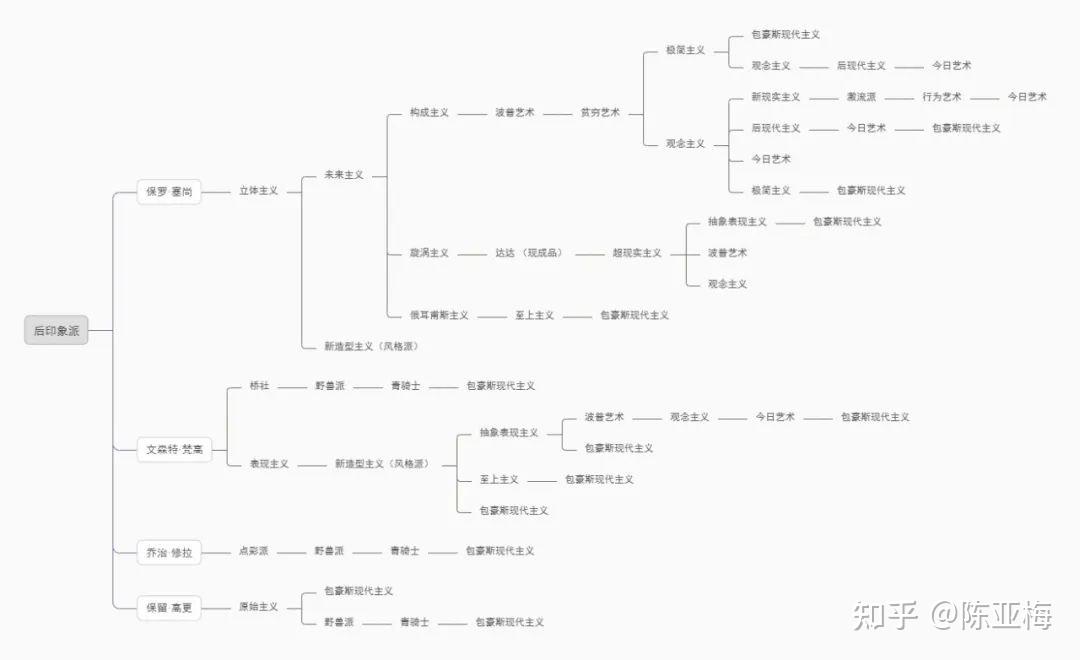 包豪斯现代主义
极简主义
观念主义 后现代主义 今日艺术
新现实主义 激流派 行为艺术 今日艺术
构成主义 波普艺术 贫穷艺术
后现代主义 今日艺术 包豪斯现代主义
观念主义
今日艺术
未来主义
保罗·塞尚 立体主义
极简主义 包豪斯现代主义
抽象表现主义 包豪斯现代主义
旋涡主义 达达（现成品） 超现实主义 波普艺术
观念主义
俄耳甫斯主义 至上主义 包豪斯现代主义
后印象派
新造型主义（风格派）
桥社 野兽派 青骑士 包豪斯现代主义
波普艺术 观念主义 今日艺术 包豪斯现代主义
抽象表现主义
文森特·梵高
包豪斯现代主义
表现主义 新造型主义（风格派）
至上主义 包豪斯现代主义
包豪斯现代主义
乔治·修拉 点彩派 野兽派 青骑士 包豪斯现代主义
包豪斯现代主义
保留·高更 原始主义
野兽派 青骑士 包豪斯现代主义
知乎 @陈亚梅